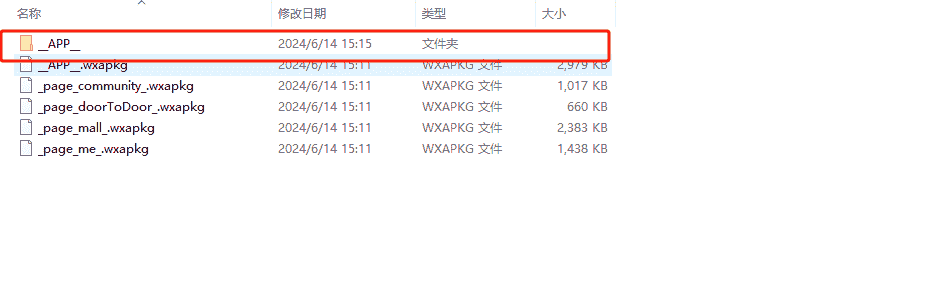 名称 修改日期 类型 大小
__APP__ 2024/6/14 15:15 文件夹
__APP__.wxapkg 2024/6/14 15:11 WXAPKG 文件 2,979 KB
_page_community_.wxapkg 2024/6/14 15:11 WXAPKG 文件 1,017 KB
_page_doorToDoor_.wxapkg 2024/6/14 15:11 WXAPKG 文件 660 KB
_page_mall_.wxapkg 2024/6/14 15:11 WXAPKG 文件 2,383 KB
_page_me_.wxapkg 2024/6/14 15:11 WXAPKG 文件 1,438 KB